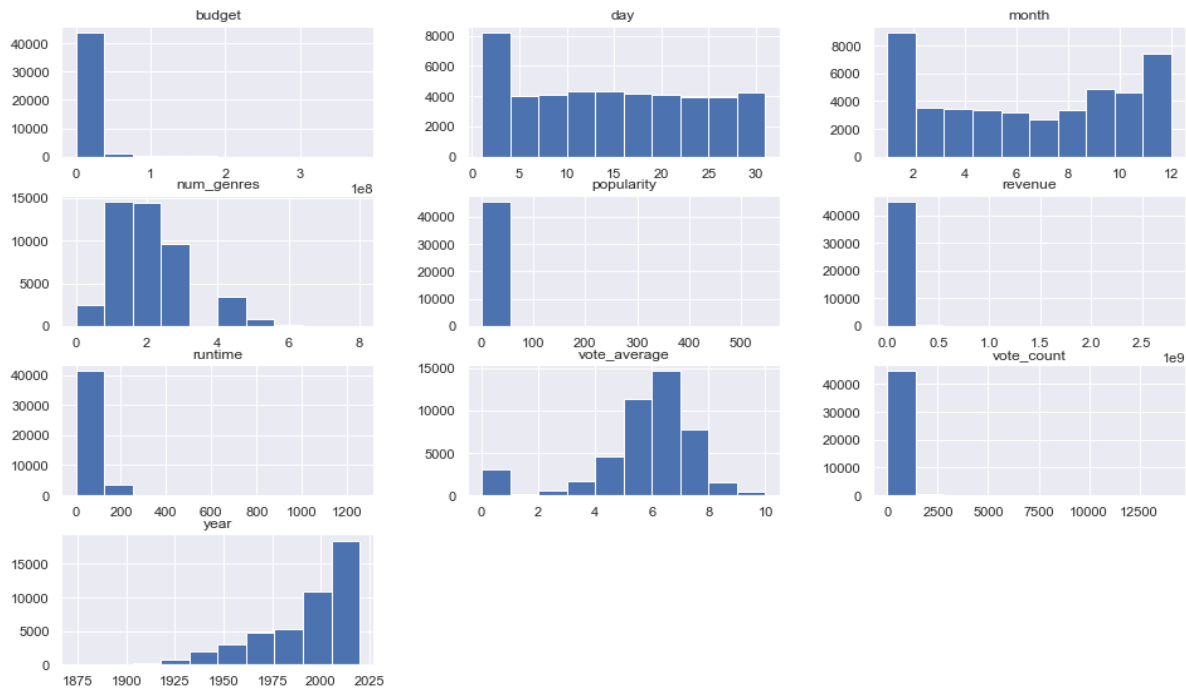 budget
40000
30000
20000
10000
0
0 1 2 3
1e8
day
8000
6000
4000
2000
0
0 5 10 15 20 25 30
month
8000
6000
4000
2000
0
2 4 6 8 10 12
num_genres
15000
10000
5000
0
0 2 4 6 8
popularity
40000
30000
20000
10000
0
0 100 200 300 400 500
revenue
40000
30000
20000
10000
0
0.0 0.5 1.0 1.5 2.0 2.5
1e9
runtime
40000
30000
20000
10000
0
0 200 400 600 800 1000 1200
vote_average
15000
10000
5000
0
0 2 4 6 8 10
vote_count
40000
30000
20000
10000
0
0 2500 5000 7500 10000 12500
year
15000
10000
5000
0
1875 1900 1925 1950 1975 2000 2025